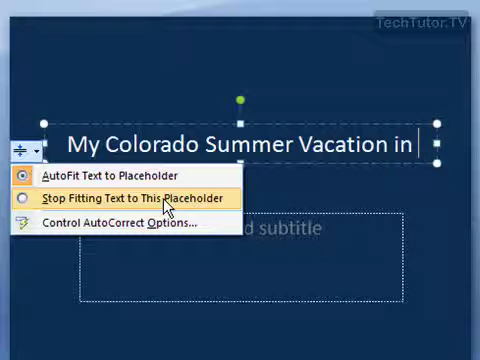 TechTutor.TV
My Colorado Summer Vacation in
AutoFit Text to Placeholder
Stop Fitting Text to This Placeholder
Control AutoCorrect Options...
d subtitle